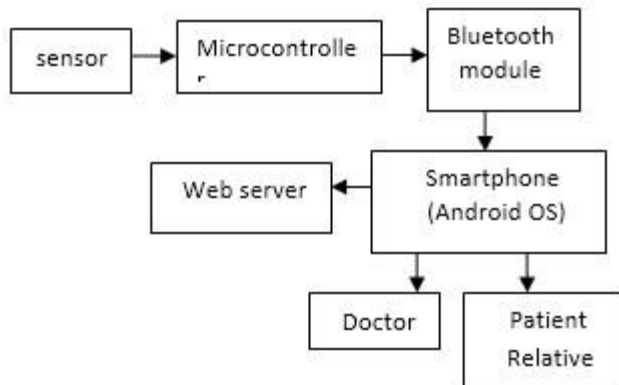 sensor
Microcontrolle
r
Bluetooth
module
Web server
Smartphone
(Android OS)
Doctor
Patient
Relative